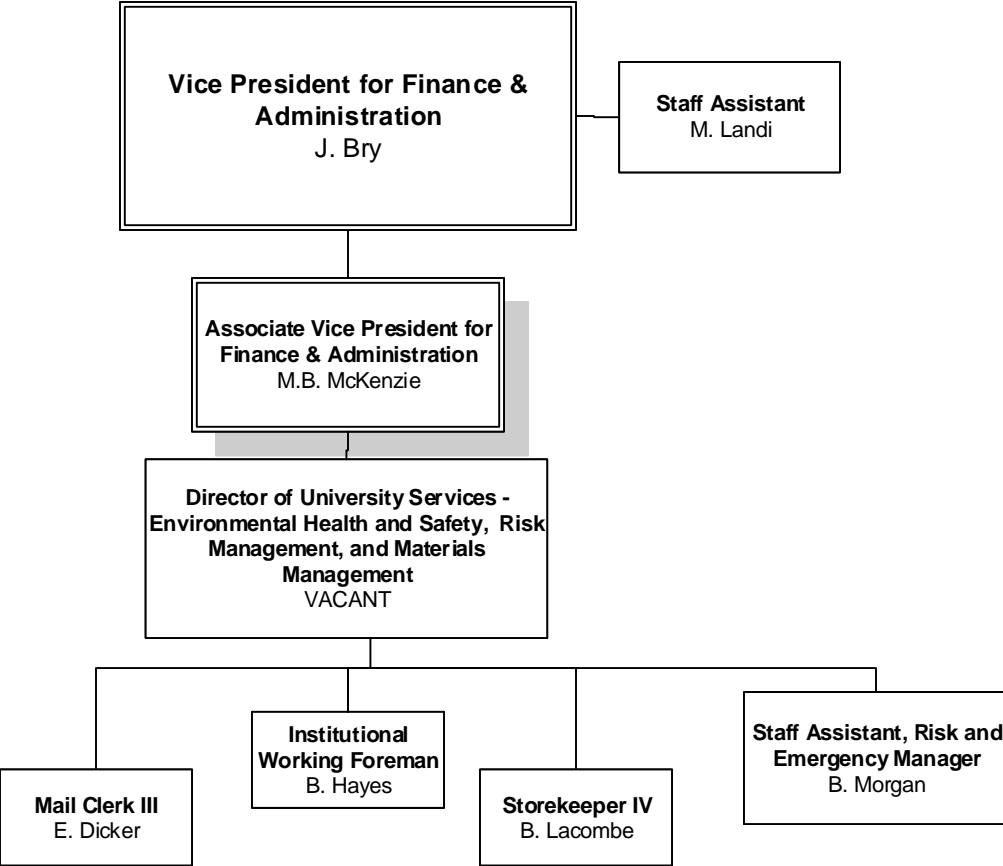 Vice President for Finance &
Administration
J. Bry
Staff Assistant
M. Landi
Associate Vice President for
Finance & Administration
M.B. McKenzie
Director of University Services -
Environmental Health and Safety, Risk
Management, and Materials
Management
VACANT
Mail Clerk III
E. Dicker
Institutional
Working Foreman
B. Hayes
Storekeeper IV
B. Lacombe
Staff Assistant, Risk and
Emergency Manager
B. Morgan